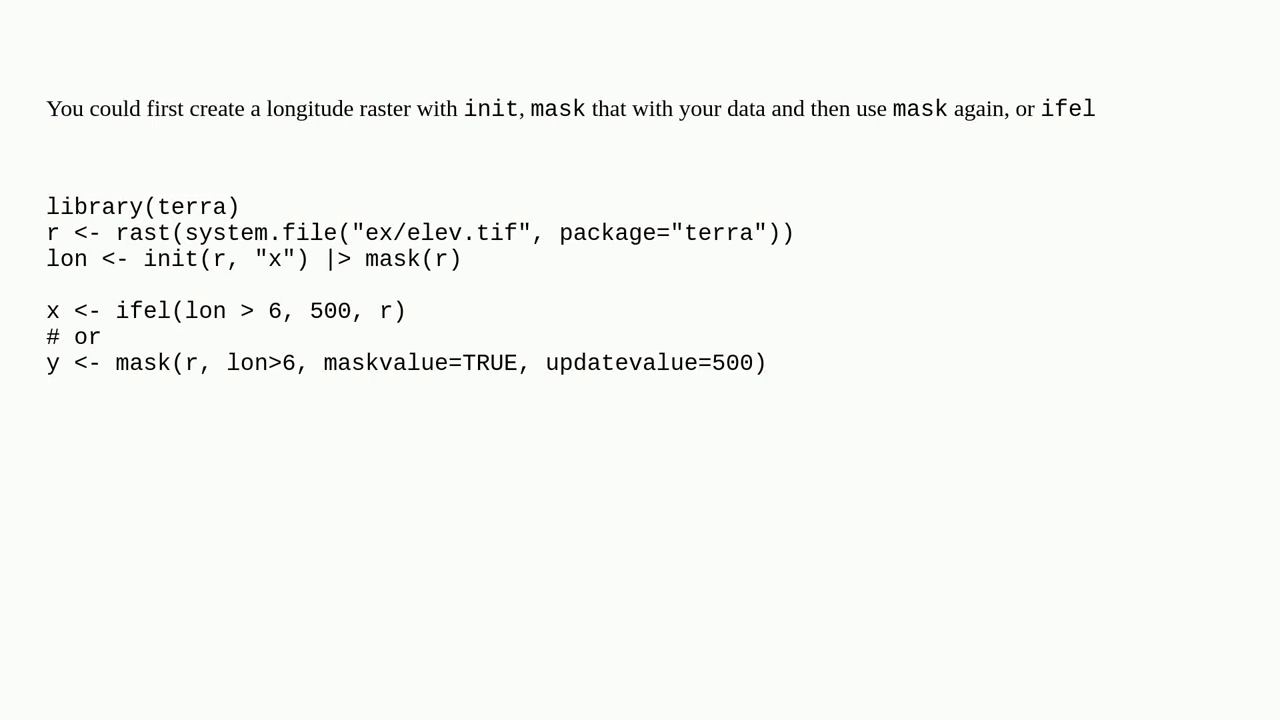 You could first create a longitude raster with init, mask that with your data and then use mask again, or ifel
library(terra)
r <- rast(system.file("ex/elev.tif", package="terra"))
lon <- init(r, "x") |> mask(r)
x <- ifel(lon > 6, 500, r)
# or
y <- mask(r, lon>6, maskvalue=TRUE, updatevalue=500)